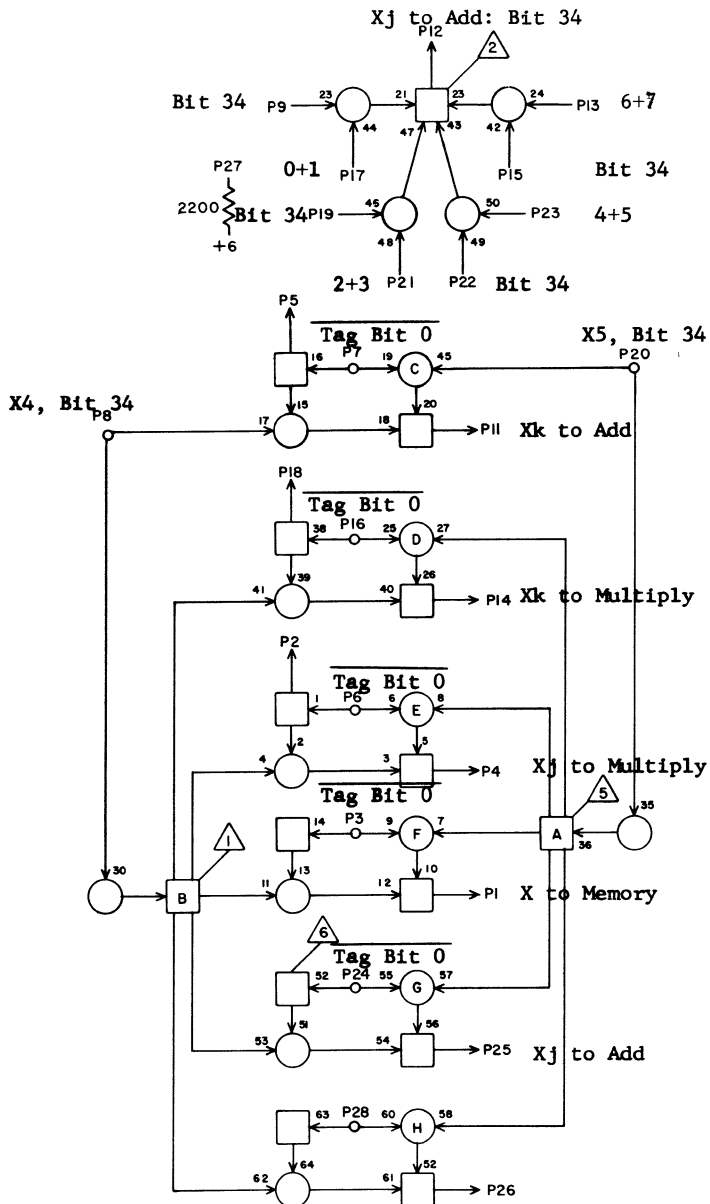 Xj to Add: Bit 34
P12
2
Bit 34 P9 23 21 23 24 P13 6+7
44 47 43 42
P27 0+1 P17 P15 Bit 34
2200 Bit 34 P19 46 50 P23 4+5
+6 48 49
2+3 P21 P22 Bit 34
P5
Tag Bit 0 X5, Bit 34
16 P7 19 C 45 P20
X4, Bit 34
P8 15 20
17 18 P11 Xk to Add
P18
Tag Bit 0
38 P16 25 D 27
39 26
41 40 P14 Xk to Multiply
P2
Tag Bit 0
1 P6 6 E 8
2 5
4 3 P4 Xj to Multiply
Tag Bit 0
5
14 P3 9 F 7 A 36 35
1
30 B 13 10
11 12 P1 X to Memory
6
Tag Bit 0
52 P24 55 G 57
51 56
53 54 P25 Xj to Add
63 P28 60 H 58
64 52
62 61 P26